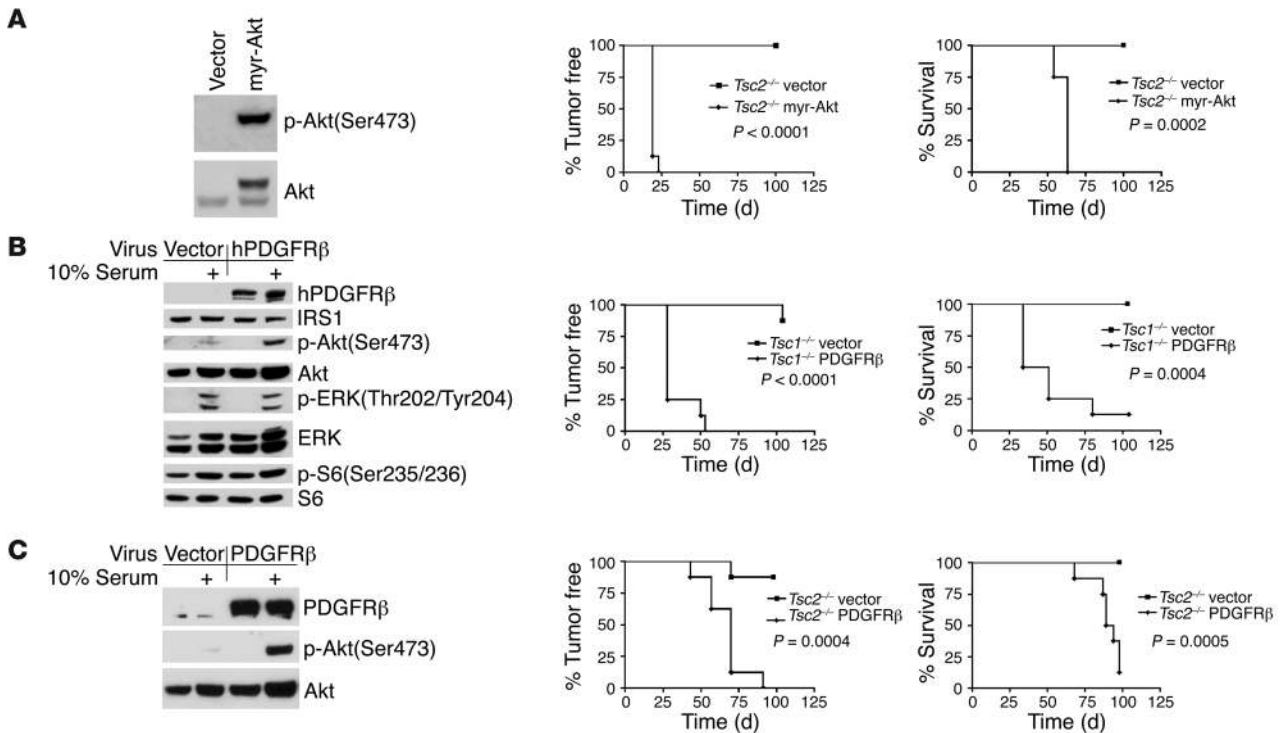 A
Vector
myr-Akt
p-Akt(Ser473)
Akt
% Tumor free
100
75
50
25
0
0 25 50 75 100 125
Time (d)
Tsc2⁻/⁻ vector
Tsc2⁻/⁻ myr-Akt
P < 0.0001
% Survival
100
75
50
25
0
0 25 50 75 100 125
Time (d)
Tsc2⁻/⁻ vector
Tsc2⁻/⁻ myr-Akt
P = 0.0002
B
Virus Vector hPDGFRβ
10% Serum + +
hPDGFRβ
IRS1
p-Akt(Ser473)
Akt
p-ERK(Thr202/Tyr204)
ERK
p-S6(Ser235/236)
S6
% Tumor free
100
75
50
25
0
0 25 50 75 100 125
Time (d)
Tsc1⁻/⁻ vector
Tsc1⁻/⁻ PDGFRβ
P < 0.0001
% Survival
100
75
50
25
0
0 25 50 75 100 125
Time (d)
Tsc1⁻/⁻ vector
Tsc1⁻/⁻ PDGFRβ
P = 0.0004
C
Virus Vector PDGFRβ
10% Serum + +
PDGFRβ
p-Akt(Ser473)
Akt
% Tumor free
100
75
50
25
0
0 25 50 75 100 125
Time (d)
Tsc2⁻/⁻ vector
Tsc2⁻/⁻ PDGFRβ
P = 0.0004
% Survival
100
75
50
25
0
0 25 50 75 100 125
Time (d)
Tsc2⁻/⁻ vector
Tsc2⁻/⁻ PDGFRβ
P = 0.0005